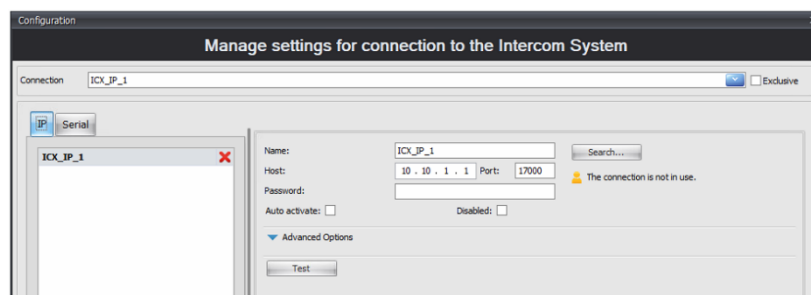 Configuration
Manage settings for connection to the Intercom System
Connection ICX_IP_1 Exclusive
IP Serial
ICX_IP_1
Name: ICX_IP_1 Search...
Host: 10 . 10 . 1 . 1 Port: 17000 The connection is not in use.
Password:
Auto activate: Disabled:
Advanced Options
Test